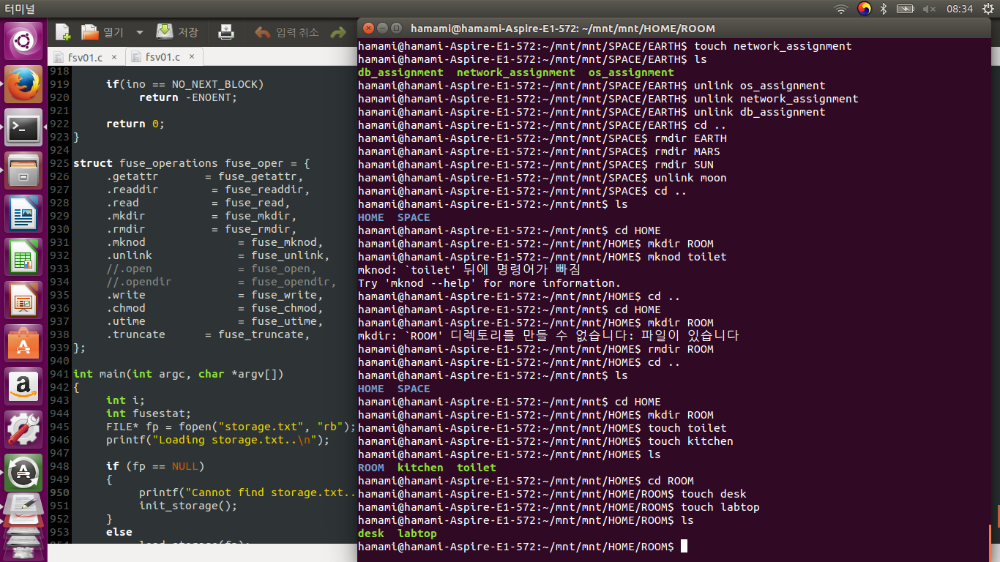 터미널
08:34
열기
저장
입력 취소
fsv01.c ×
fsv01.c ×
918
919 if(ino == NO_NEXT_BLOCK)
920 return -ENOENT;
921
922 return 0;
923 }
924
925 struct fuse_operations fuse_oper = {
926 .getattr = fuse_getattr,
927 .readdir = fuse_readdir,
928 .read = fuse_read,
929 .mkdir = fuse_mkdir,
930 .rmdir = fuse_rmdir,
931 .mknod = fuse_mknod,
932 .unlink = fuse_unlink,
933 //.open = fuse_open,
934 //.opendir = fuse_opendir,
935 .write = fuse_write,
936 .chmod = fuse_chmod,
937 .utime = fuse_utime,
938 .truncate = fuse_truncate,
939 };
940
941 int main(int argc, char *argv[])
942 {
943 int i;
944 int fusestat;
945 FILE* fp = fopen("storage.txt", "rb");
946 printf("Loading storage.txt..\n");
947
948 if (fp == NULL)
949 {
950 printf("Cannot find storage.txt..
951 init_storage();
952 }
953 else
hamami@hamami-Aspire-E1-572: ~/mnt/mnt/HOME/ROOM
hamami@hamami-Aspire-E1-572:~/mnt/mnt/SPACE/EARTH$ touch network_assignment
hamami@hamami-Aspire-E1-572:~/mnt/mnt/SPACE/EARTH$ ls
db_assignment network_assignment os_assignment
hamami@hamami-Aspire-E1-572:~/mnt/mnt/SPACE/EARTH$ unlink os_assignment
hamami@hamami-Aspire-E1-572:~/mnt/mnt/SPACE/EARTH$ unlink network_assignment
hamami@hamami-Aspire-E1-572:~/mnt/mnt/SPACE/EARTH$ unlink db_assignment
hamami@hamami-Aspire-E1-572:~/mnt/mnt/SPACE/EARTH$ cd ..
hamami@hamami-Aspire-E1-572:~/mnt/mnt/SPACE$ rmdir EARTH
hamami@hamami-Aspire-E1-572:~/mnt/mnt/SPACE$ rmdir MARS
hamami@hamami-Aspire-E1-572:~/mnt/mnt/SPACE$ rmdir SUN
hamami@hamami-Aspire-E1-572:~/mnt/mnt/SPACE$ unlink moon
hamami@hamami-Aspire-E1-572:~/mnt/mnt/SPACE$ cd ..
hamami@hamami-Aspire-E1-572:~/mnt/mnt$ ls
HOME SPACE
hamami@hamami-Aspire-E1-572:~/mnt/mnt$ cd HOME
hamami@hamami-Aspire-E1-572:~/mnt/mnt/HOME$ mkdir ROOM
hamami@hamami-Aspire-E1-572:~/mnt/mnt/HOME$ mknod toilet
mknod: `toilet' 뒤에 명령어가 빠짐
Try 'mknod --help' for more information.
hamami@hamami-Aspire-E1-572:~/mnt/mnt/HOME$ cd ..
hamami@hamami-Aspire-E1-572:~/mnt/mnt$ cd HOME
hamami@hamami-Aspire-E1-572:~/mnt/mnt/HOME$ mkdir ROOM
mkdir: `ROOM' 디렉토리를 만들 수 없습니다: 파일이 있습니다
hamami@hamami-Aspire-E1-572:~/mnt/mnt/HOME$ rmdir ROOM
hamami@hamami-Aspire-E1-572:~/mnt/mnt/HOME$ cd ..
hamami@hamami-Aspire-E1-572:~/mnt/mnt$ ls
HOME SPACE
hamami@hamami-Aspire-E1-572:~/mnt/mnt$ cd HOME
hamami@hamami-Aspire-E1-572:~/mnt/mnt/HOME$ mkdir ROOM
hamami@hamami-Aspire-E1-572:~/mnt/mnt/HOME$ touch toilet
hamami@hamami-Aspire-E1-572:~/mnt/mnt/HOME$ touch kitchen
hamami@hamami-Aspire-E1-572:~/mnt/mnt/HOME$ ls
ROOM kitchen toilet
hamami@hamami-Aspire-E1-572:~/mnt/mnt/HOME$ cd ROOM
hamami@hamami-Aspire-E1-572:~/mnt/mnt/HOME/ROOM$ touch desk
hamami@hamami-Aspire-E1-572:~/mnt/mnt/HOME/ROOM$ touch labtop
hamami@hamami-Aspire-E1-572:~/mnt/mnt/HOME/ROOM$ ls
desk labtop
hamami@hamami-Aspire-E1-572:~/mnt/mnt/HOME/ROOM$